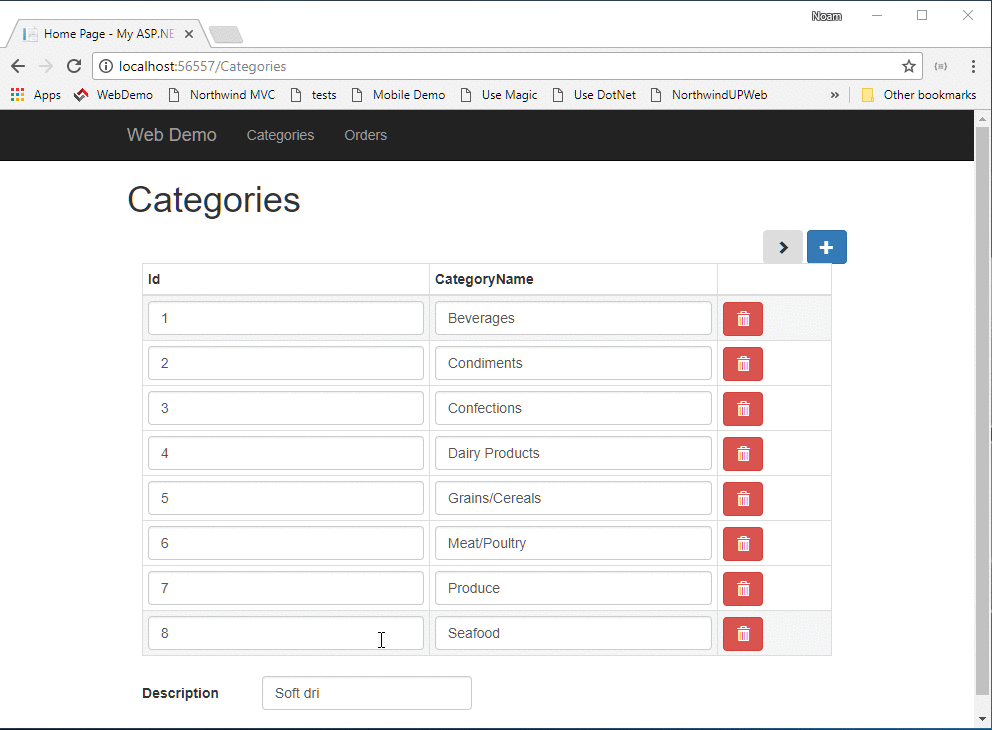 Noam
Home Page - My ASP.NE
localhost:56557/Categories
Apps WebDemo Northwind MVC tests Mobile Demo Use Magic Use DotNet NorthwindUPWeb » Other bookmarks
Web Demo Categories Orders
Categories
Id CategoryName
1 Beverages
2 Condiments
3 Confections
4 Dairy Products
5 Grains/Cereals
6 Meat/Poultry
7 Produce
8 Seafood
Description Soft dri